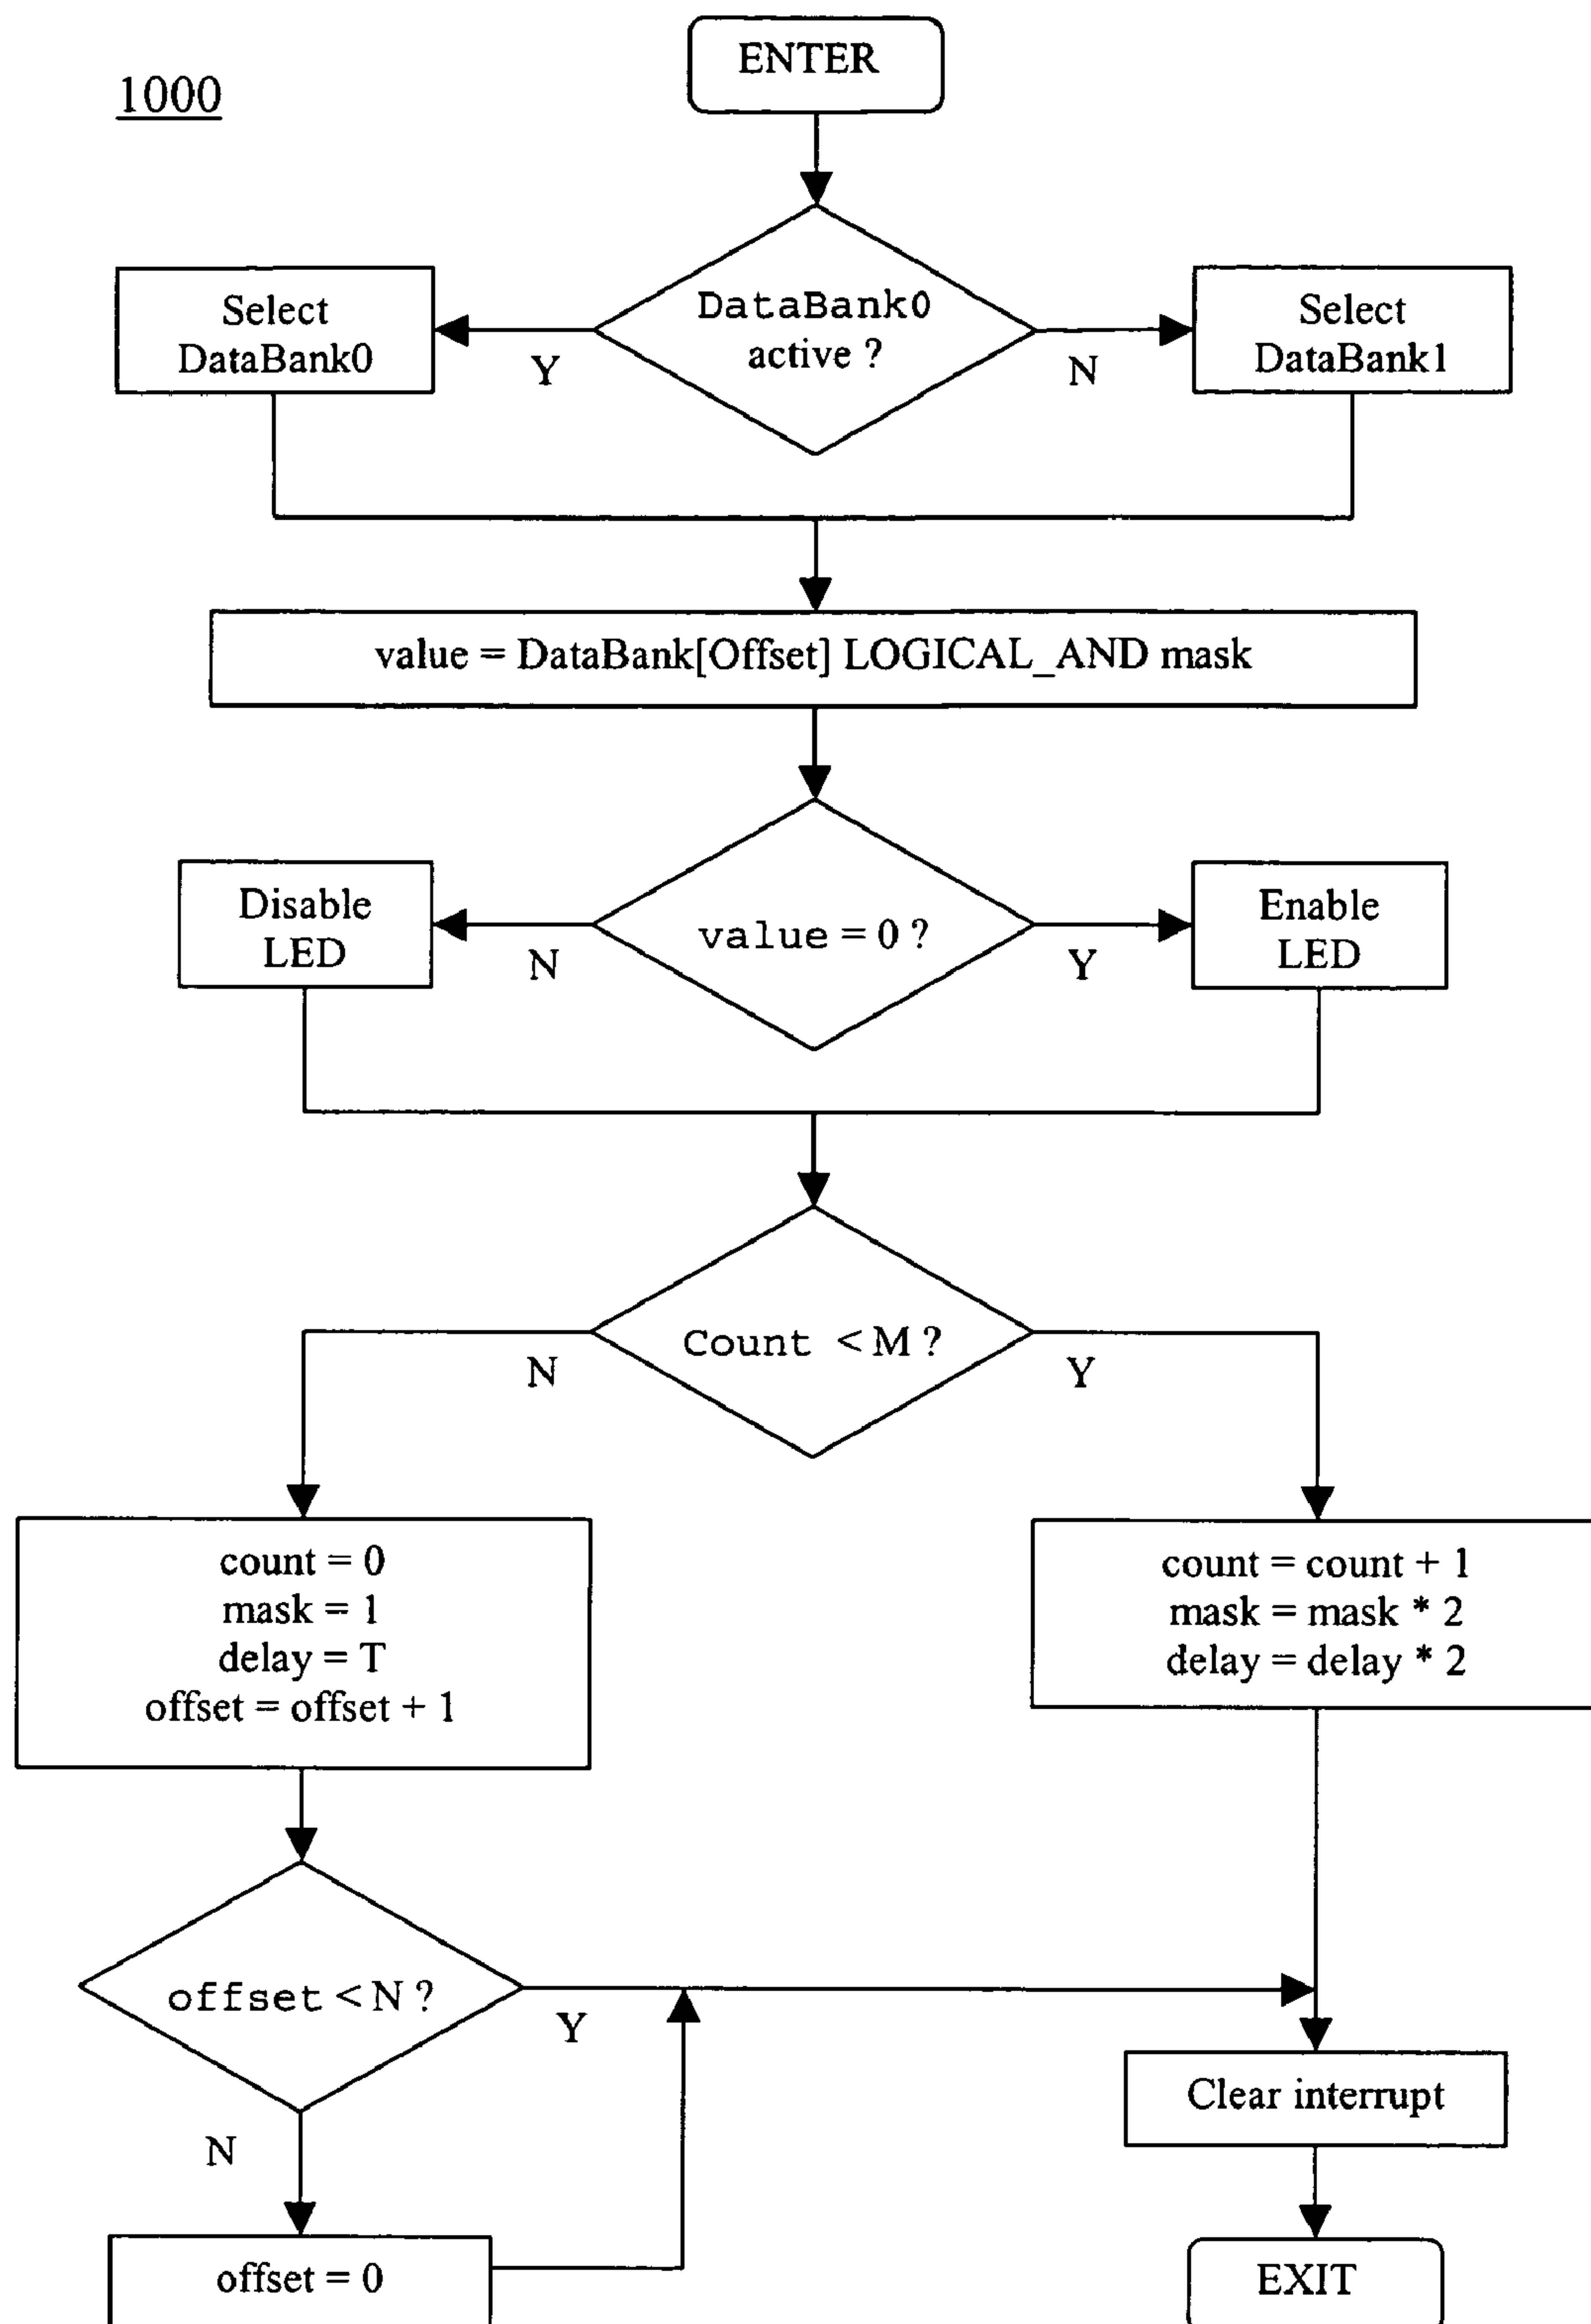 1000
ENTER
DataBank0
active ?
Y
N
Select
DataBank0
Select
DataBank1
value = DataBank[Offset] LOGICAL_AND mask
value = 0 ?
N
Y
Disable
LED
Enable
LED
Count < M ?
N
Y
count = 0
mask = 1
delay = T
offset = offset + 1
count = count + 1
mask = mask * 2
delay = delay * 2
offset < N ?
Y
N
offset = 0
Clear interrupt
EXIT